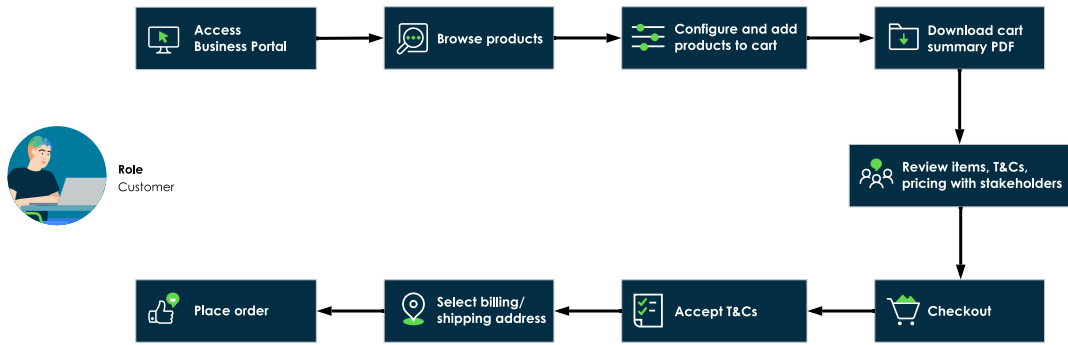 Access
Business Portal
Browse products
Configure and add
products to cart
Download cart
summary PDF
Role
Customer
Review items, T&Cs,
pricing with stakeholders
Place order
Select billing/
shipping address
Accept T&Cs
Checkout